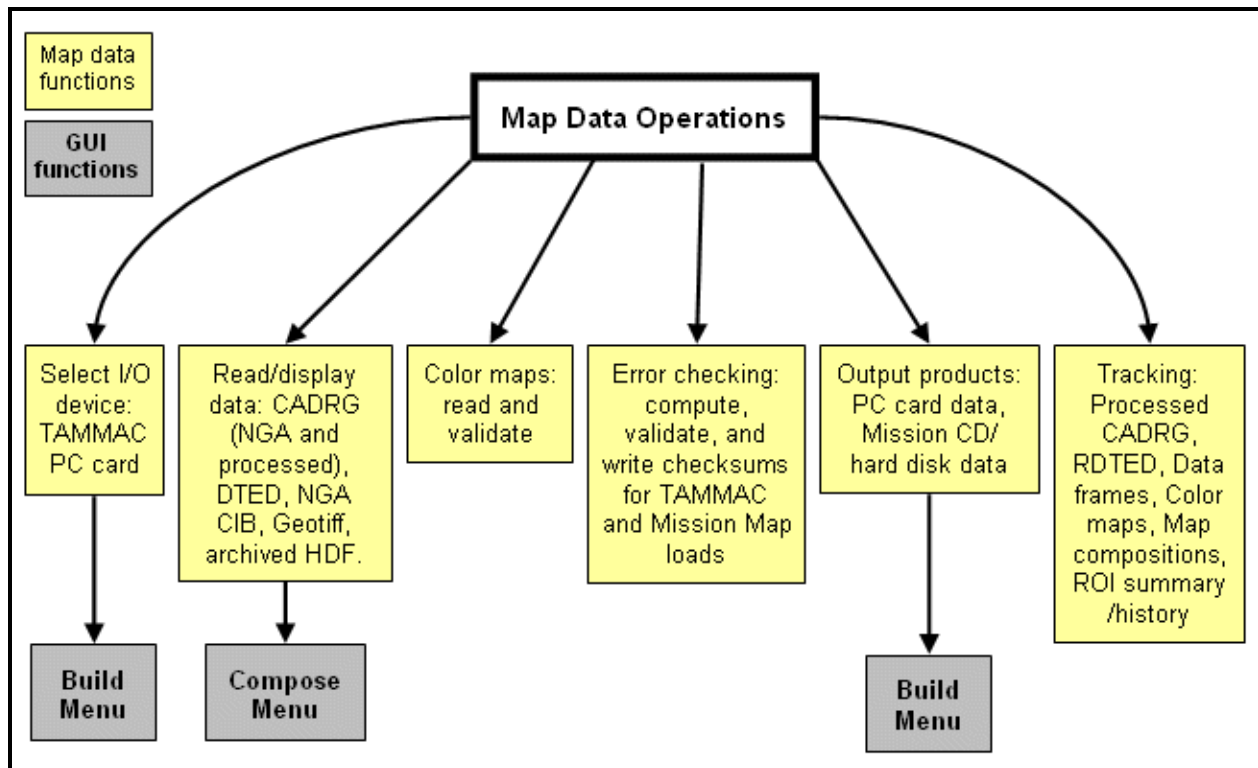 Map data
functions
GUI
functions
Map Data Operations
Select I/O
device:
TAMMAC
PC card
Read/display
data: CADRG
(NGA and
processed),
DTED, NGA
CIB, Geotiff,
archived HDF.
Color maps:
read and
validate
Error checking:
compute,
validate, and
write checksums
for TAMMAC
and Mission Map
loads
Output products:
PC card data,
Mission CD/
hard disk data
Tracking:
Processed
CADRG,
RDTED, Data
frames, Color
maps, Map
compositions,
ROI summary
/history
Build
Menu
Compose
Menu
Build
Menu